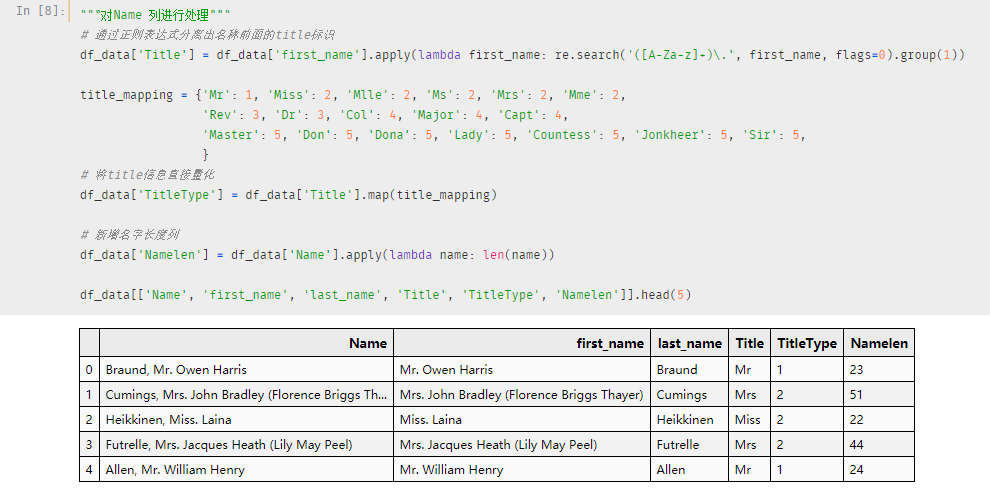 In [8]:
"""对Name 列进行处理"""
# 通过正则表达式分离出名称前面的title标识
df_data['Title'] = df_data['first_name'].apply(lambda first_name: re.search('([A-Za-z]+)\.', first_name, flags=0).group(1))
title_mapping = {'Mr': 1, 'Miss': 2, 'Mlle': 2, 'Ms': 2, 'Mrs': 2, 'Mme': 2,
'Rev': 3, 'Dr': 3, 'Col': 4, 'Major': 4, 'Capt': 4,
'Master': 5, 'Don': 5, 'Dona': 5, 'Lady': 5, 'Countess': 5, 'Jonkheer': 5, 'Sir': 5,
}
# 将title信息直接量化
df_data['TitleType'] = df_data['Title'].map(title_mapping)
# 新增名字长度列
df_data['Namelen'] = df_data['Name'].apply(lambda name: len(name))
df_data[['Name', 'first_name', 'last_name', 'Title', 'TitleType', 'Namelen']].head(5)
Name first_name last_name Title TitleType Namelen
0 Braund, Mr. Owen Harris Mr. Owen Harris Braund Mr 1 23
1 Cumings, Mrs. John Bradley (Florence Briggs Th... Mrs. John Bradley (Florence Briggs Thayer) Cumings Mrs 2 51
2 Heikkinen, Miss. Laina Miss. Laina Heikkinen Miss 2 22
3 Futrelle, Mrs. Jacques Heath (Lily May Peel) Mrs. Jacques Heath (Lily May Peel) Futrelle Mrs 2 44
4 Allen, Mr. William Henry Mr. William Henry Allen Mr 1 24